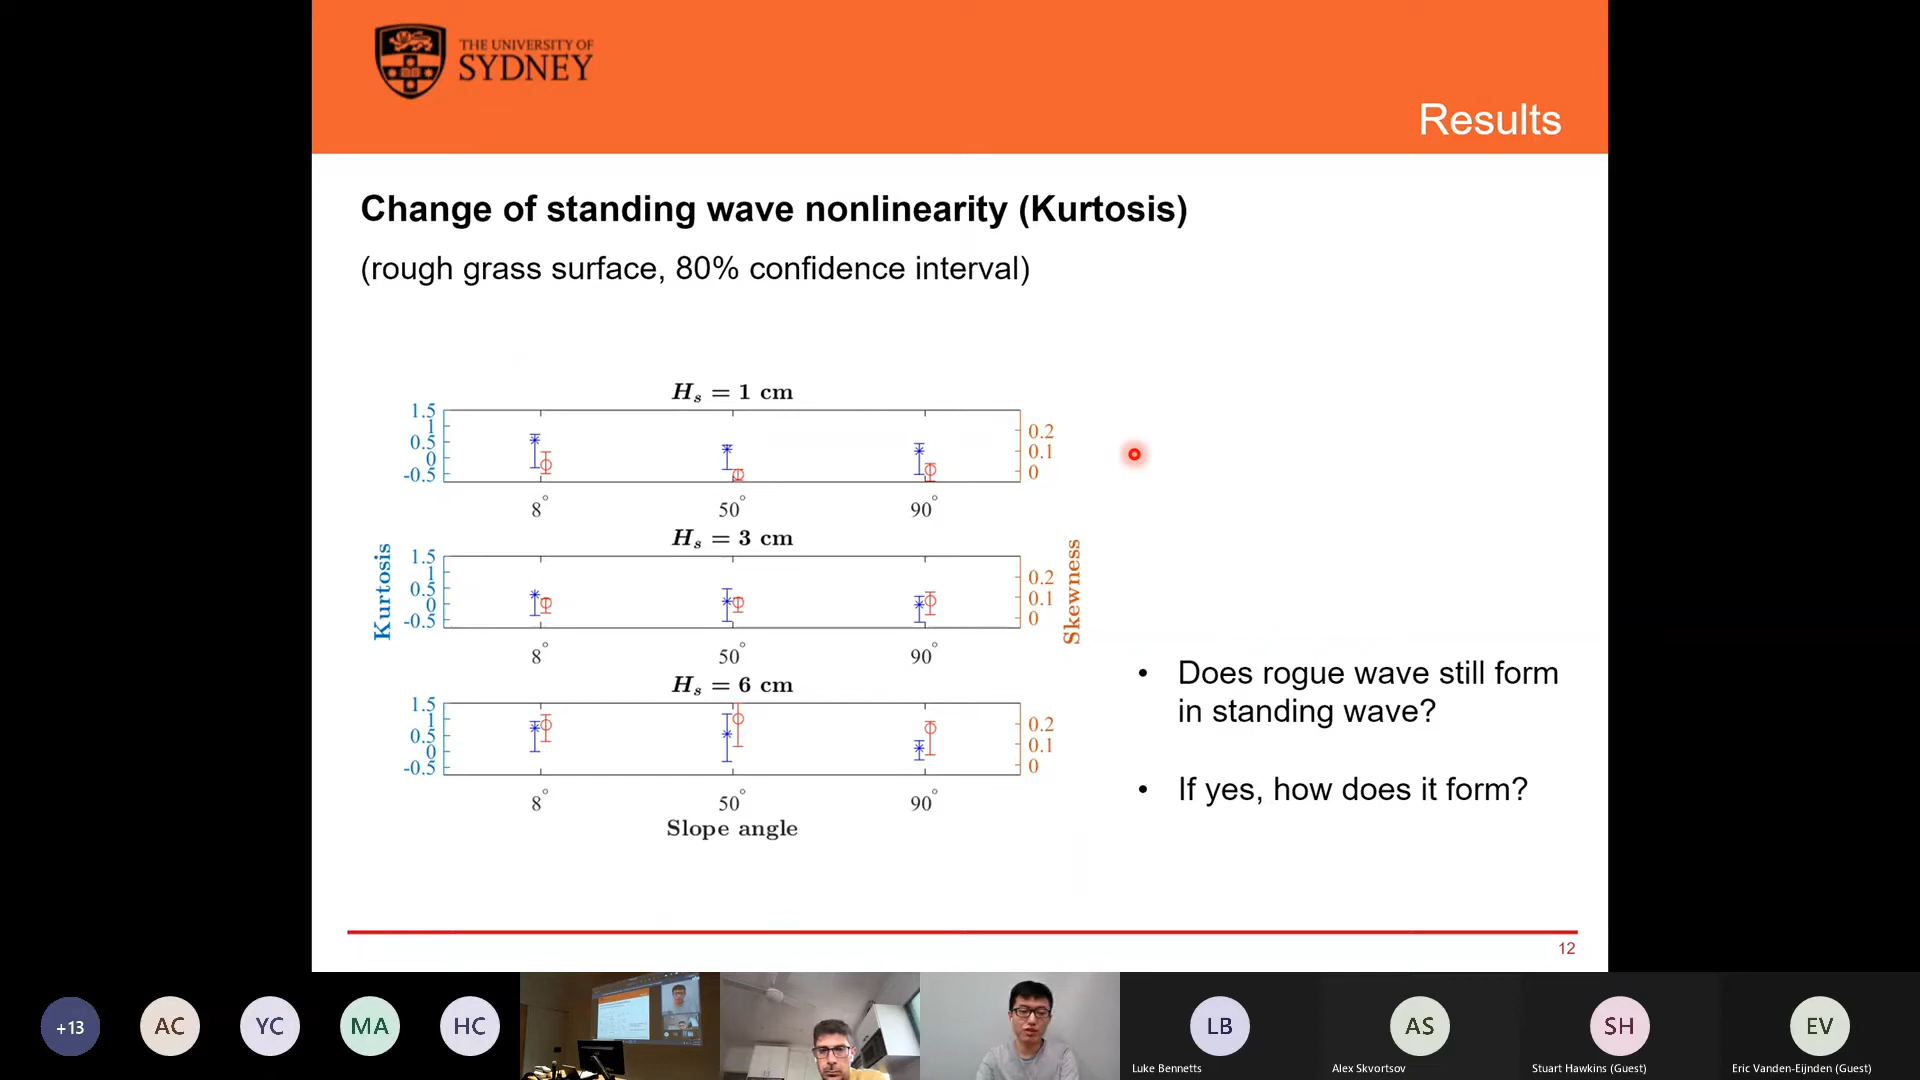 THE UNIVERSITY OF
SYDNEY
Results
Change of standing wave nonlinearity (Kurtosis)
(rough grass surface, 80% confidence interval)
H_s = 1 cm
1.5
1
0.5
0
-0.5
0.2
0.1
0
8° 50° 90°
H_s = 3 cm
Kurtosis
1.5
1
0.5
0
-0.5
0.2
0.1
0
Skewness
8° 50° 90°
H_s = 6 cm
1.5
1
0.5
0
-0.5
0.2
0.1
0
8° 50° 90°
Slope angle
• Does rogue wave still form
in standing wave?
• If yes, how does it form?
12
+13
AC
YC
MA
HC
LB
AS
SH
EV
Luke Bennetts
Alex Skvortsov
Stuart Hawkins (Guest)
Eric Vanden-Eijnden (Guest)